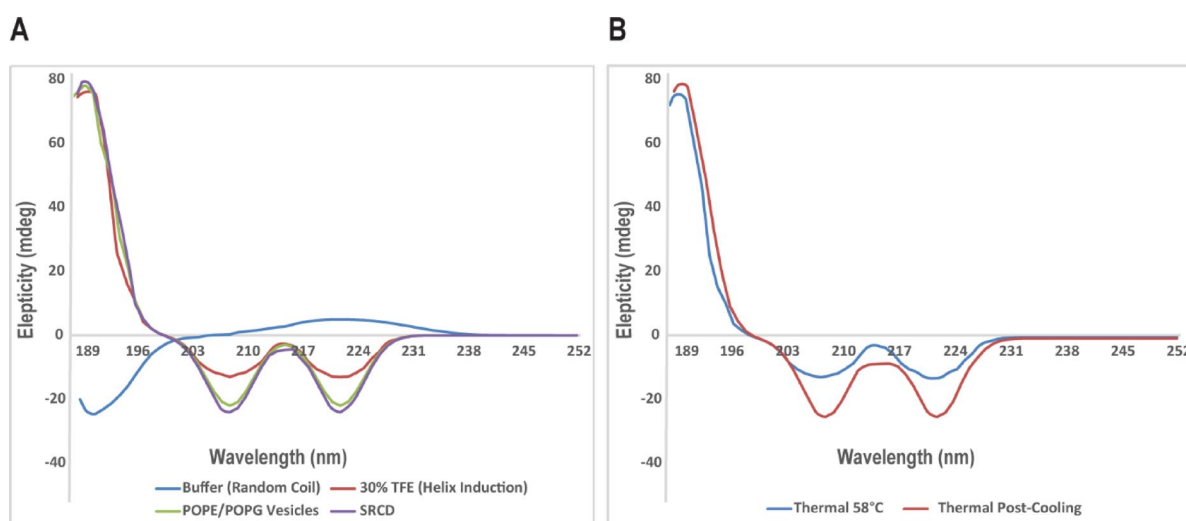 A
B
Elepticity (mdeg)
80
60
40
20
0
-20
-40
189 196 203 210 217 224 231 238 245 252
Wavelength (nm)
Buffer (Random Coil) 30% TFE (Helix Induction)
POPE/POPG Vesicles SRCD
Elepticity (mdeg)
80
60
40
20
0
-20
-40
189 196 203 210 217 224 231 238 245 252
Wavelength (nm)
Thermal 58°C Thermal Post-Cooling